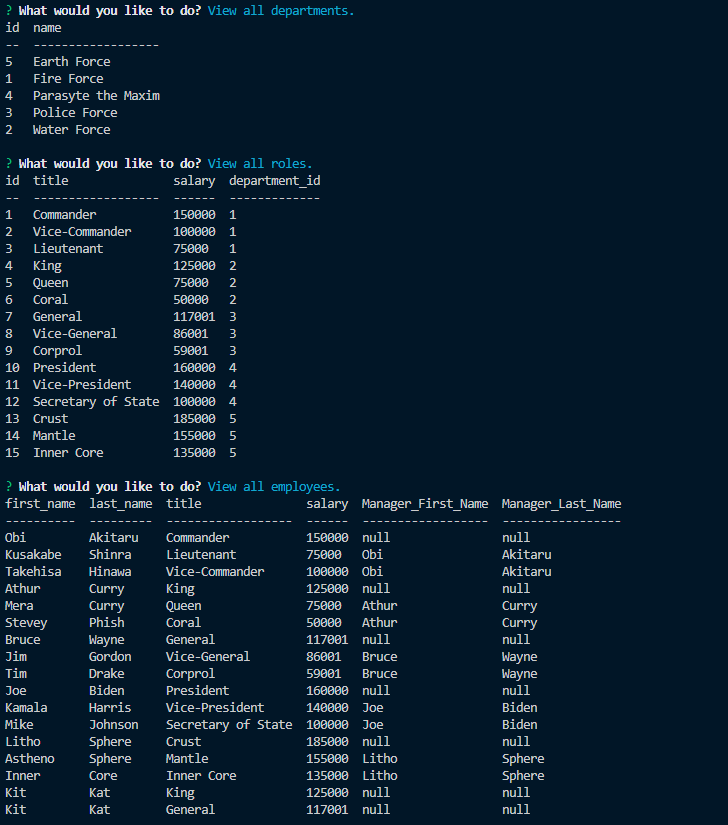 ? What would you like to do? View all departments.
id  name
--  ------------------
5   Earth Force
1   Fire Force
4   Parasyte the Maxim
3   Police Force
2   Water Force
? What would you like to do? View all roles.
id  title               salary  department_id
--  ------------------  ------  -------------
1   Commander           150000  1
2   Vice-Commander      100000  1
3   Lieutenant          75000   1
4   King                125000  2
5   Queen               75000   2
6   Coral               50000   2
7   General             117001  3
8   Vice-General        86001   3
9   Corprol             59001   3
10  President           160000  4
11  Vice-President      140000  4
12  Secretary of State  100000  4
13  Crust               185000  5
14  Mantle              155000  5
15  Inner Core          135000  5
? What would you like to do? View all employees.
first_name  last_name  title               salary  Manager_First_Name  Manager_Last_Name
----------  ---------  ------------------  ------  ------------------  -----------------
Obi         Akitaru    Commander           150000  null                null
Kusakabe    Shinra     Lieutenant          75000   Obi                 Akitaru
Takehisa    Hinawa     Vice-Commander      100000  Obi                 Akitaru
Athur       Curry      King                125000  null                null
Mera        Curry      Queen               75000   Athur               Curry
Stevey      Phish      Coral               50000   Athur               Curry
Bruce       Wayne      General             117001  null                null
Jim         Gordon     Vice-General        86001   Bruce               Wayne
Tim         Drake      Corprol             59001   Bruce               Wayne
Joe         Biden      President           160000  null                null
Kamala      Harris     Vice-President      140000  Joe                 Biden
Mike        Johnson    Secretary of State  100000  Joe                 Biden
Litho       Sphere     Crust               185000  null                null
Astheno     Sphere     Mantle              155000  Litho               Sphere
Inner       Core       Inner Core          135000  Litho               Sphere
Kit         Kat        King                125000  null                null
Kit         Kat        General             117001  null                null